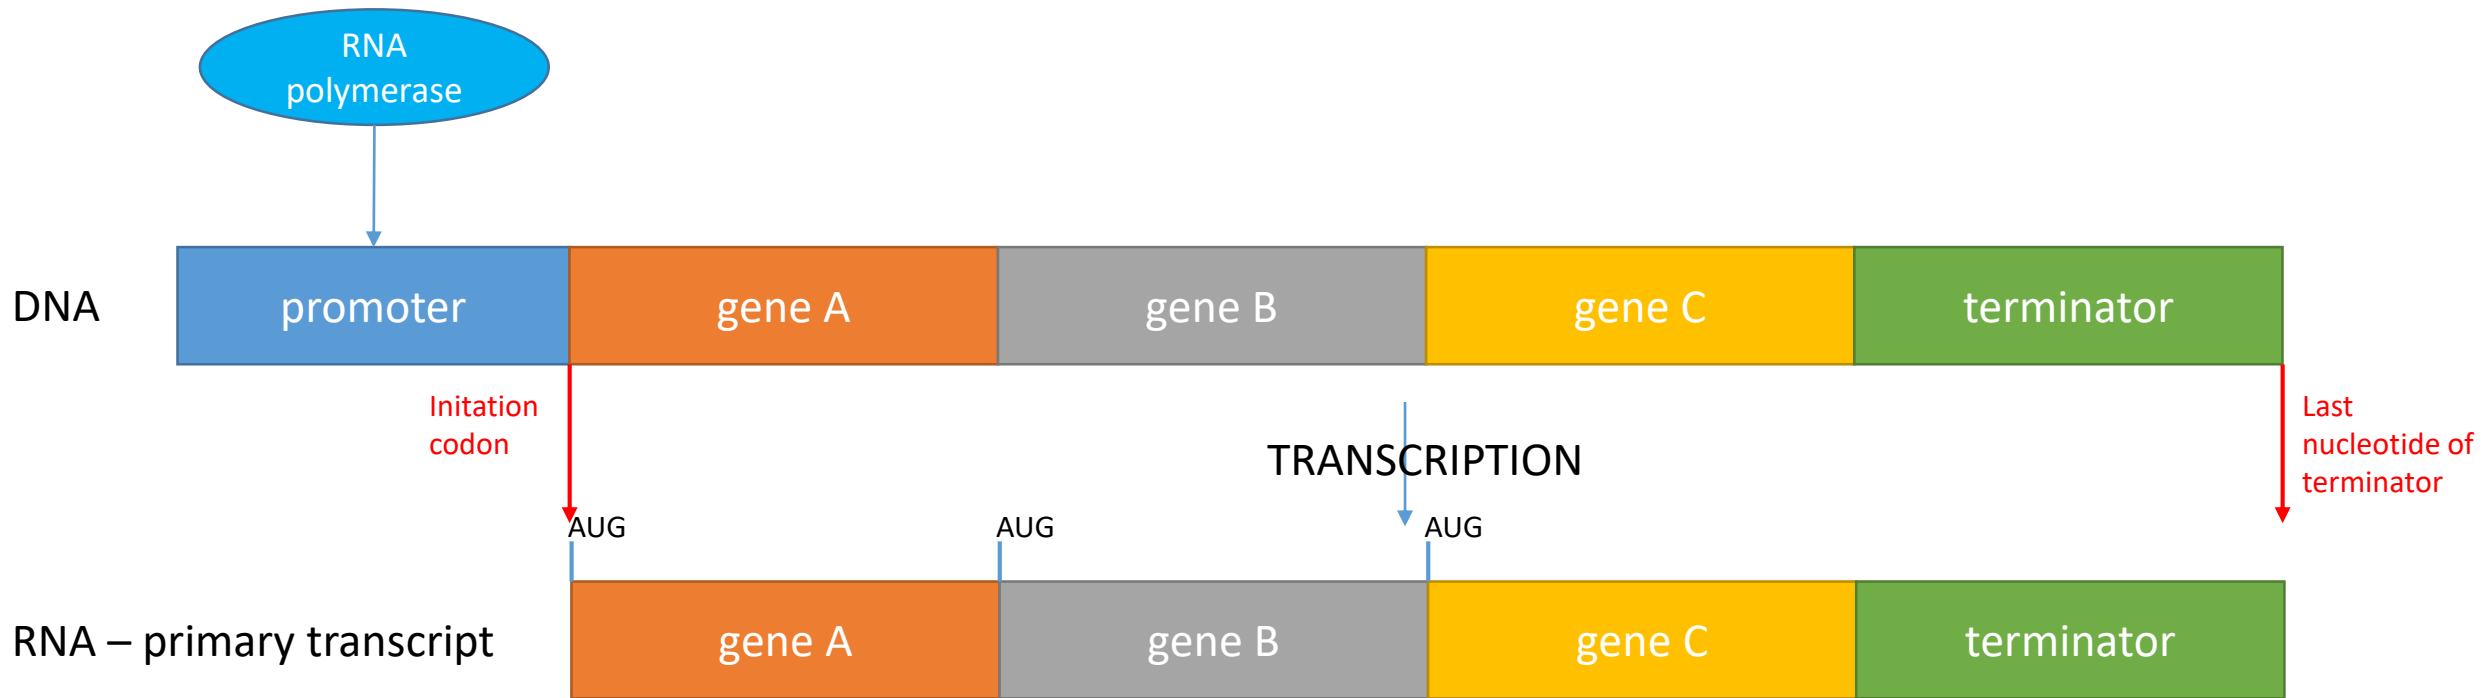 RNA
polymerase
DNA
promoter
gene A
gene B
gene C
terminator
Initation
codon
TRANSCRIPTION
Last
nucleotide of
terminator
AUG
AUG
AUG
RNA – primary transcript
gene A
gene B
gene C
terminator